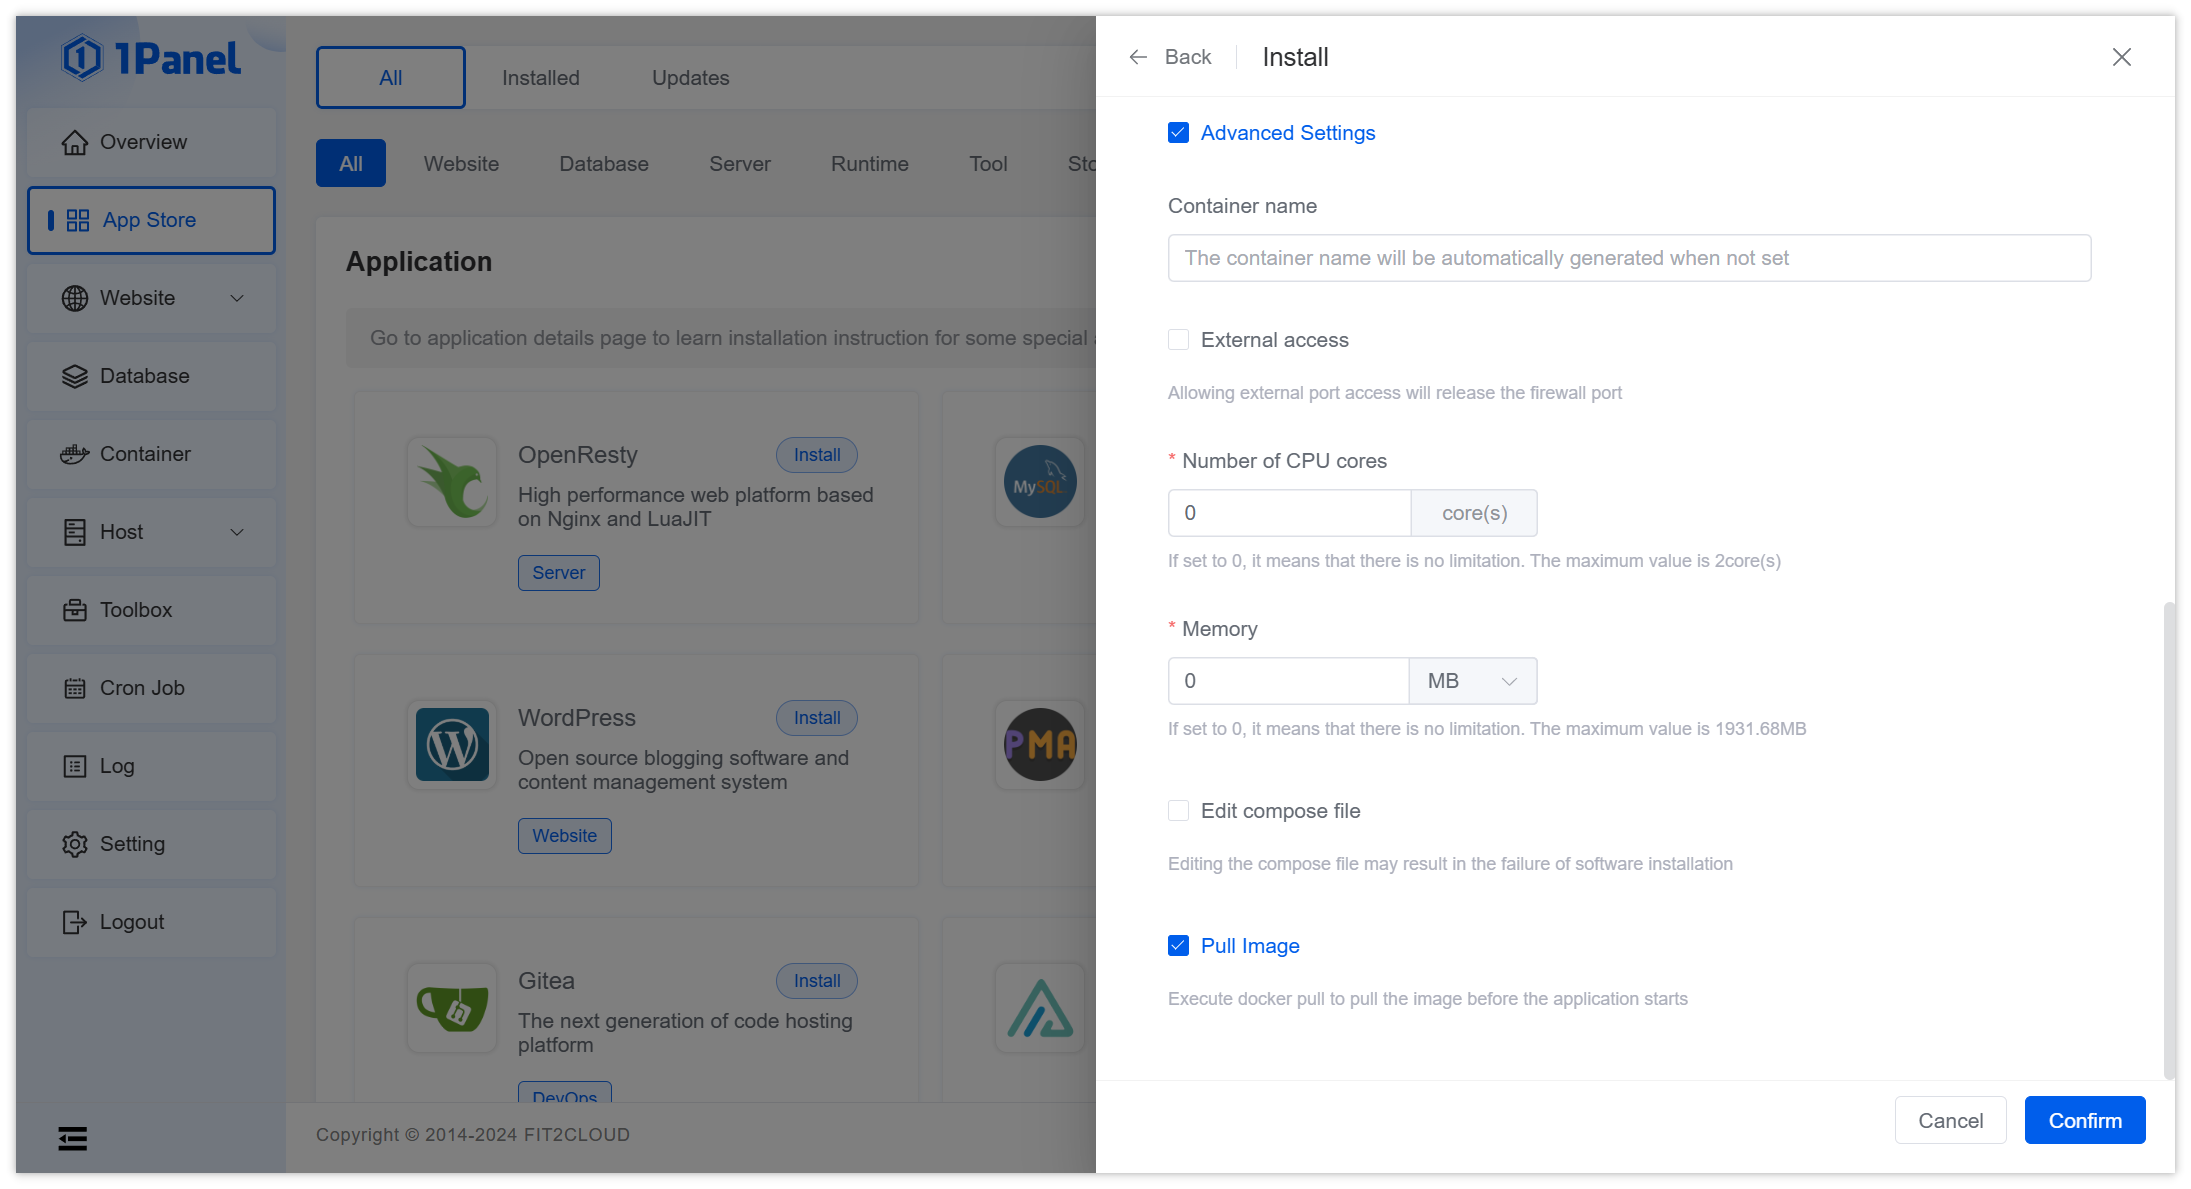 1Panel
Overview
App Store
Website
Database
Container
Host
Toolbox
Cron Job
Log
Setting
Logout
All
Installed
Updates
All
Website
Database
Server
Runtime
Tool
Application
Go to application details page to learn installation instruction for some special
OpenResty
Install
High performance web platform based
on Nginx and LuaJIT
Server
MySQL
WordPress
Install
Open source blogging software and
content management system
Website
PMA
Gitea
Install
The next generation of code hosting
platform
DevOps
Copyright © 2014-2024 FIT2CLOUD
Back
Install
Advanced Settings
Container name
The container name will be automatically generated when not set
External access
Allowing external port access will release the firewall port
* Number of CPU cores
0
core(s)
If set to 0, it means that there is no limitation. The maximum value is 2core(s)
* Memory
0
MB
If set to 0, it means that there is no limitation. The maximum value is 1931.68MB
Edit compose file
Editing the compose file may result in the failure of software installation
Pull Image
Execute docker pull to pull the image before the application starts
Cancel
Confirm